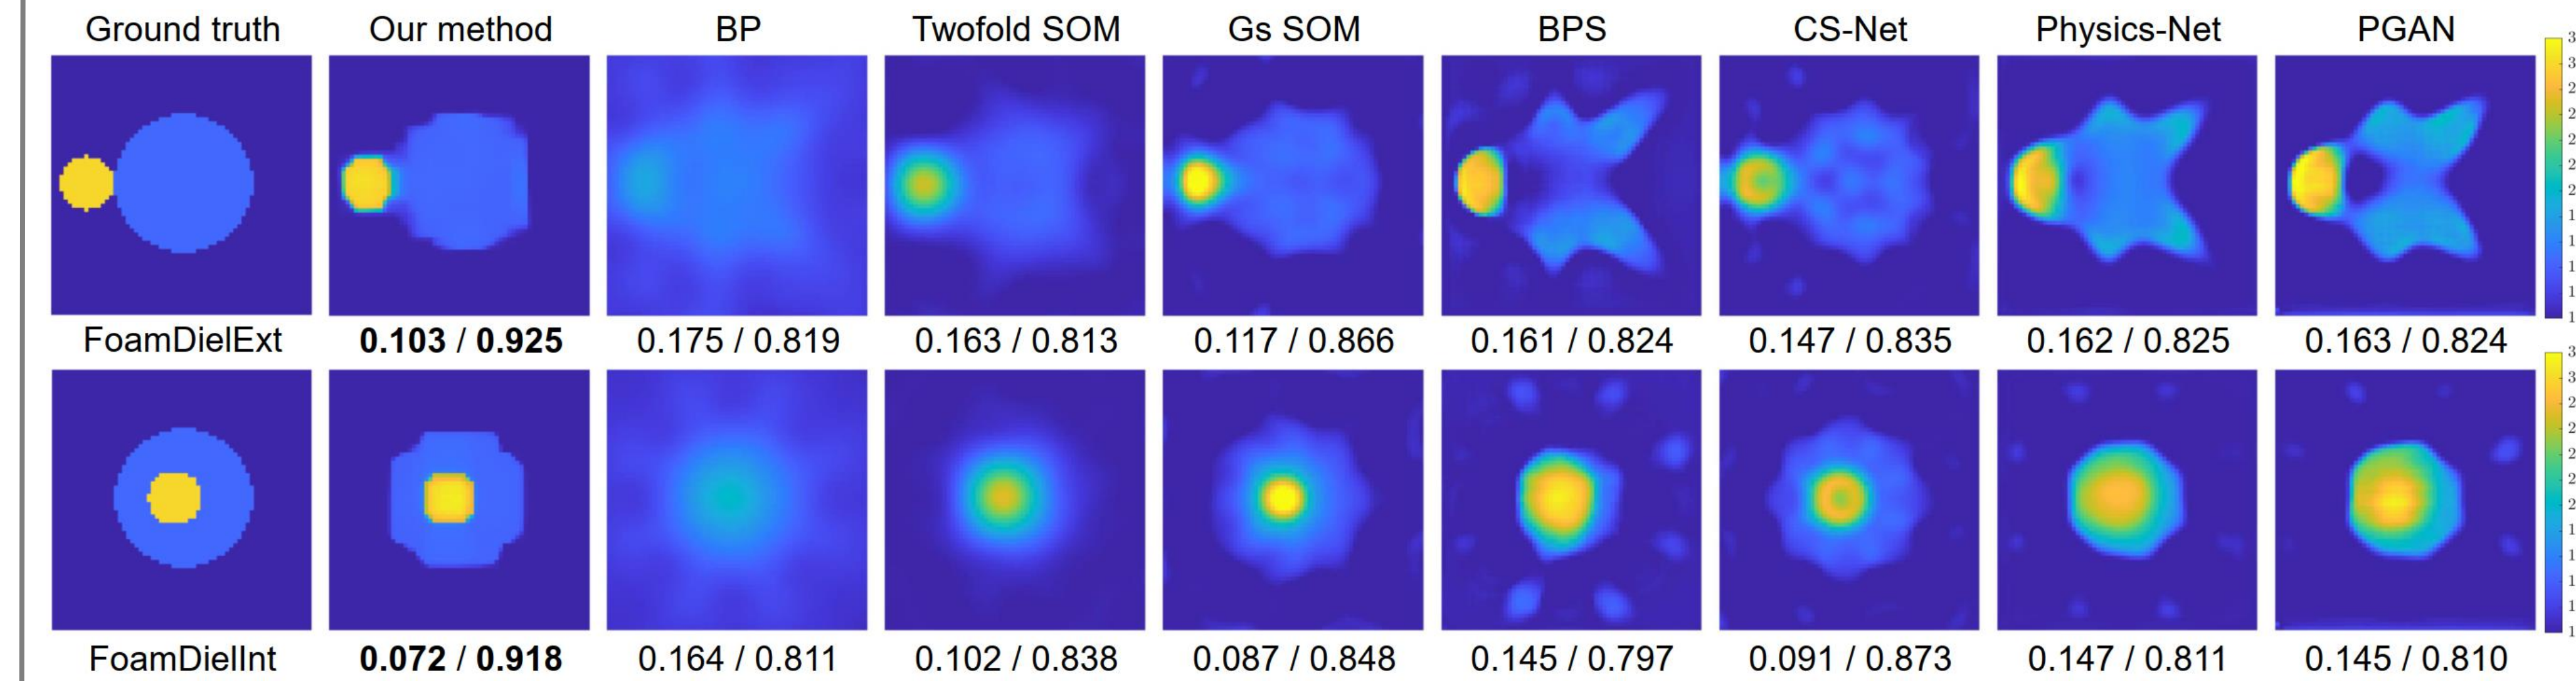 Ground truth Our method BP Twofold SOM Gs SOM BPS CS-Net Physics-Net PGAN
FoamDielExt 0.103 / 0.925 0.175 / 0.819 0.163 / 0.813 0.117 / 0.866 0.161 / 0.824 0.147 / 0.835 0.162 / 0.825 0.163 / 0.824
FoamDielInt 0.072 / 0.918 0.164 / 0.811 0.102 / 0.838 0.087 / 0.848 0.145 / 0.797 0.091 / 0.873 0.147 / 0.811 0.145 / 0.810